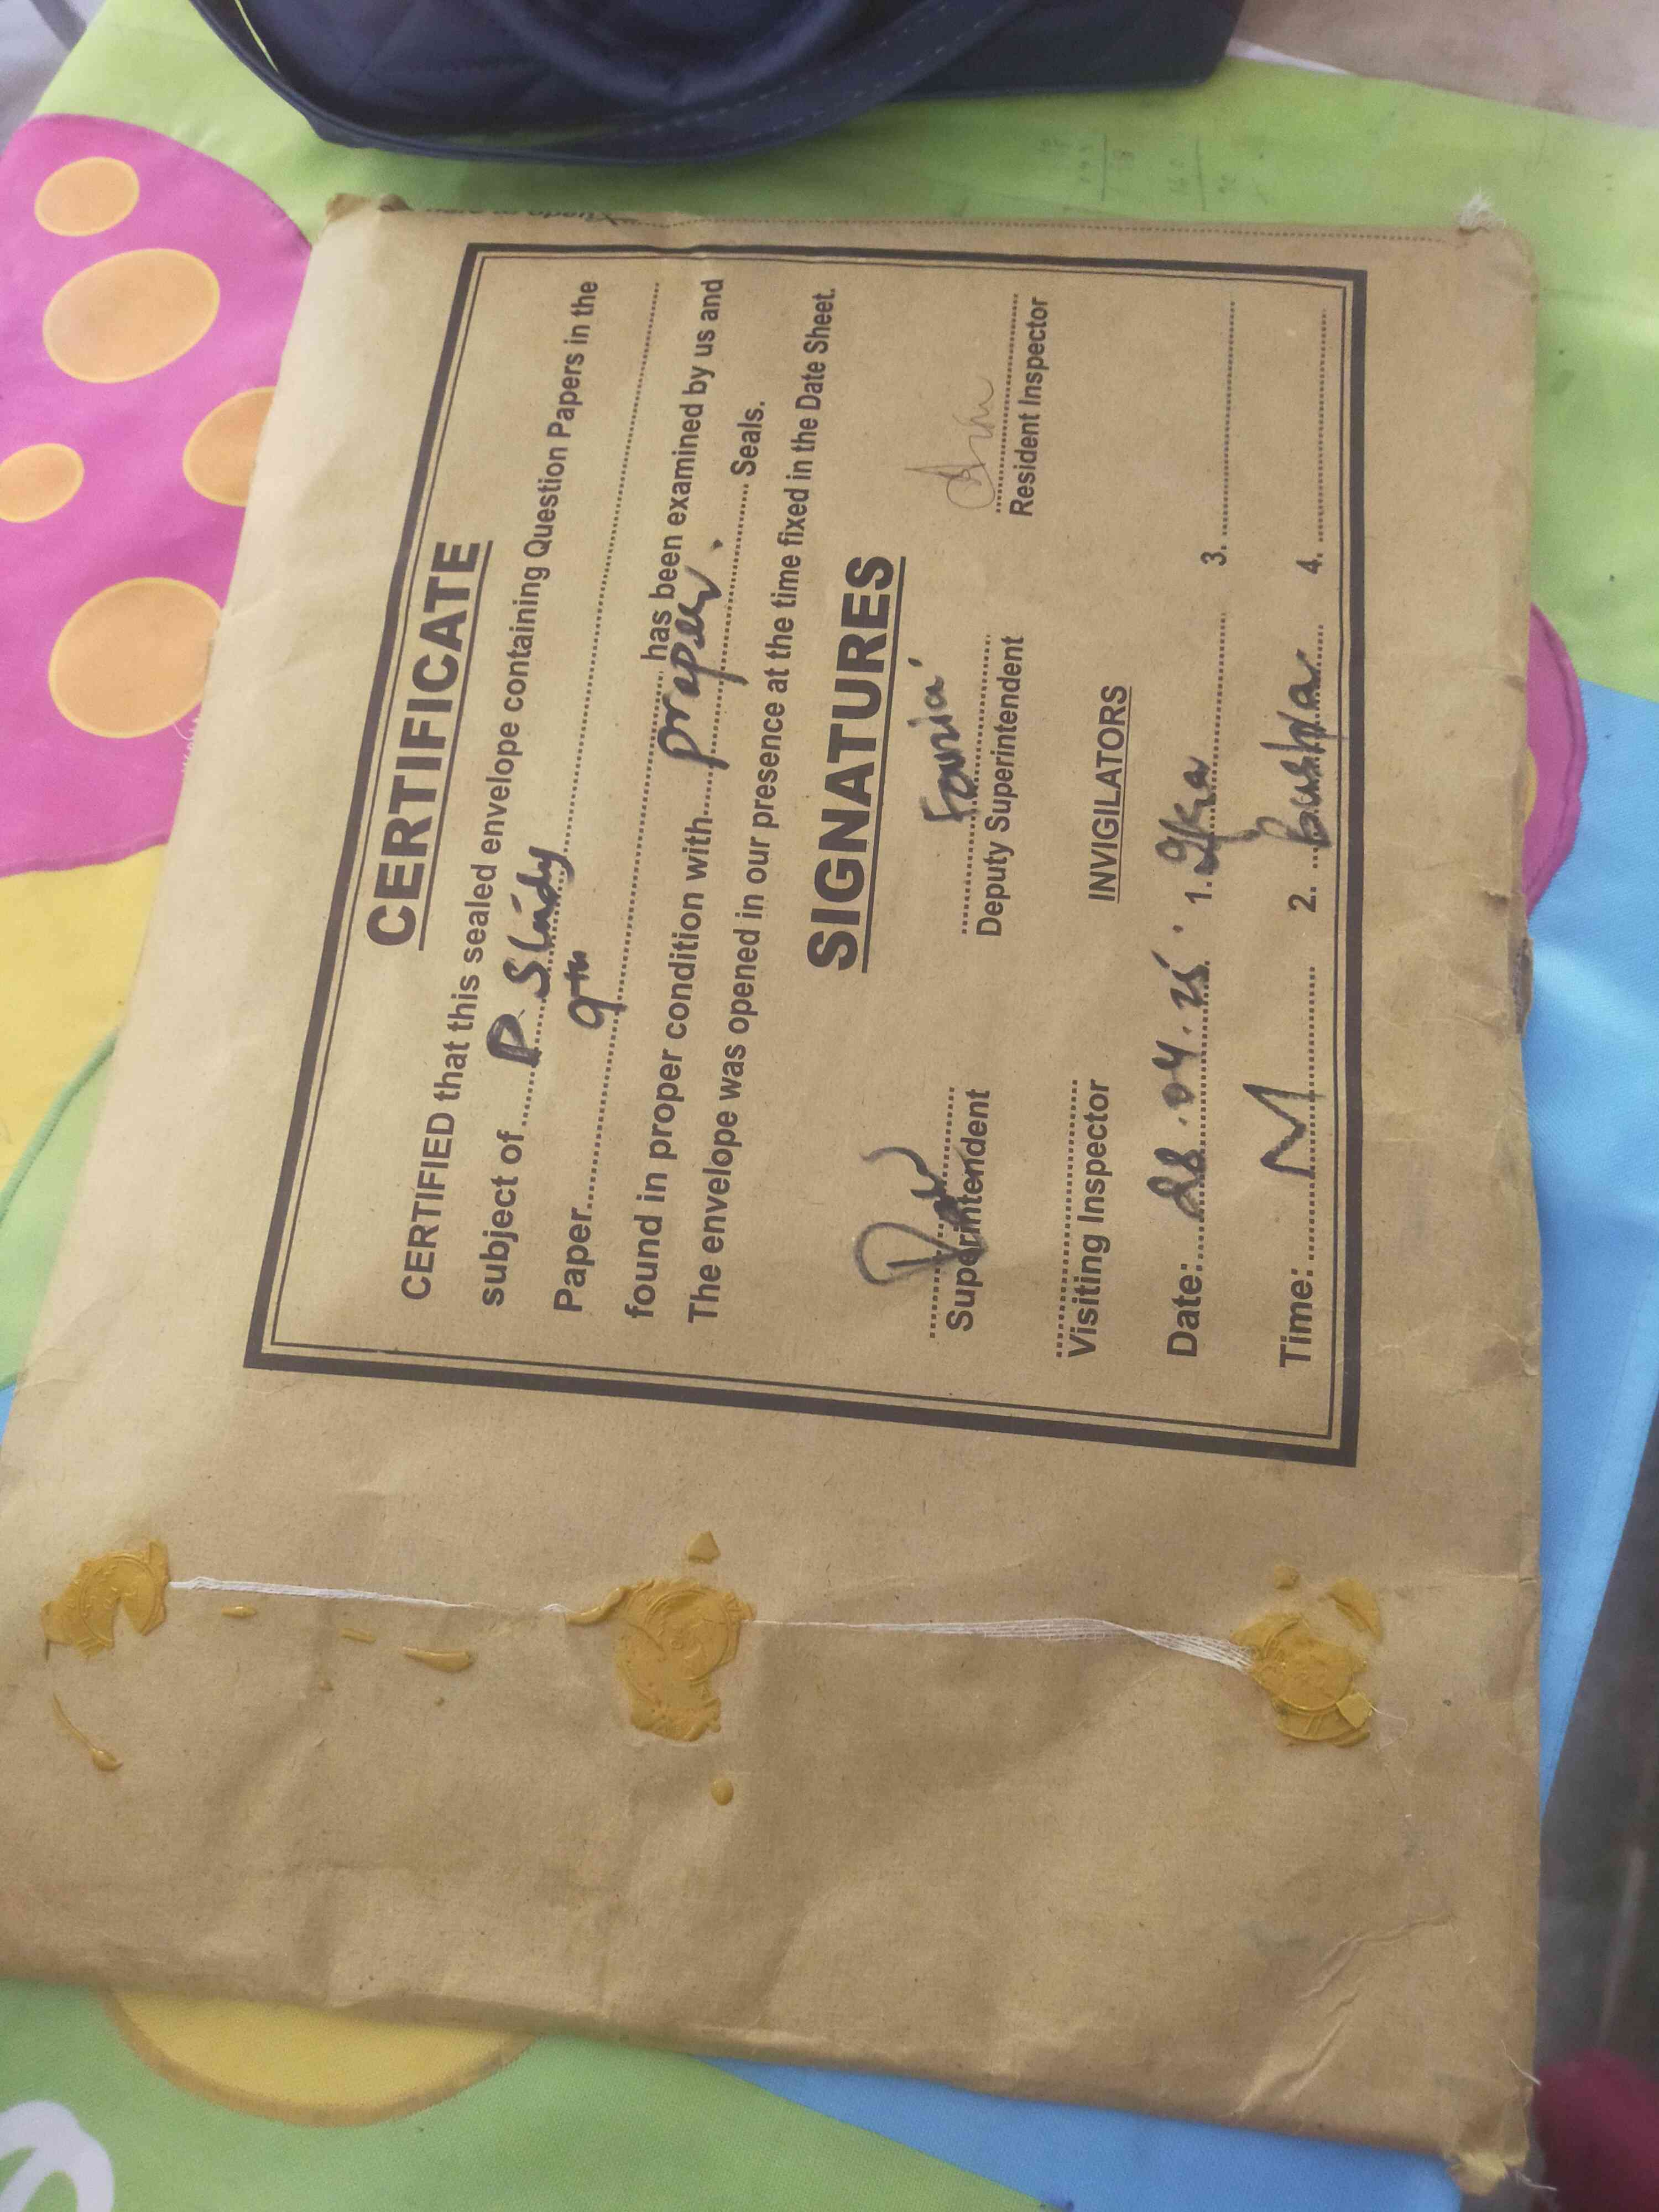 CERTIFICATE
CERTIFIED that this sealed envelope containing Question Papers in the
subject of P. Study
Paper 9th
has been examined by us and
found in proper condition with praper. Seals.
The envelope was opened in our presence at the time fixed in the Date Sheet.
SIGNATURES
Fouzia
Superintendent Deputy Superintendent Resident Inspector
Visiting Inspector INVIGILATORS
Date: 28.04.25. 1. Iqra 3.
Time: M 2. Bushra 4.